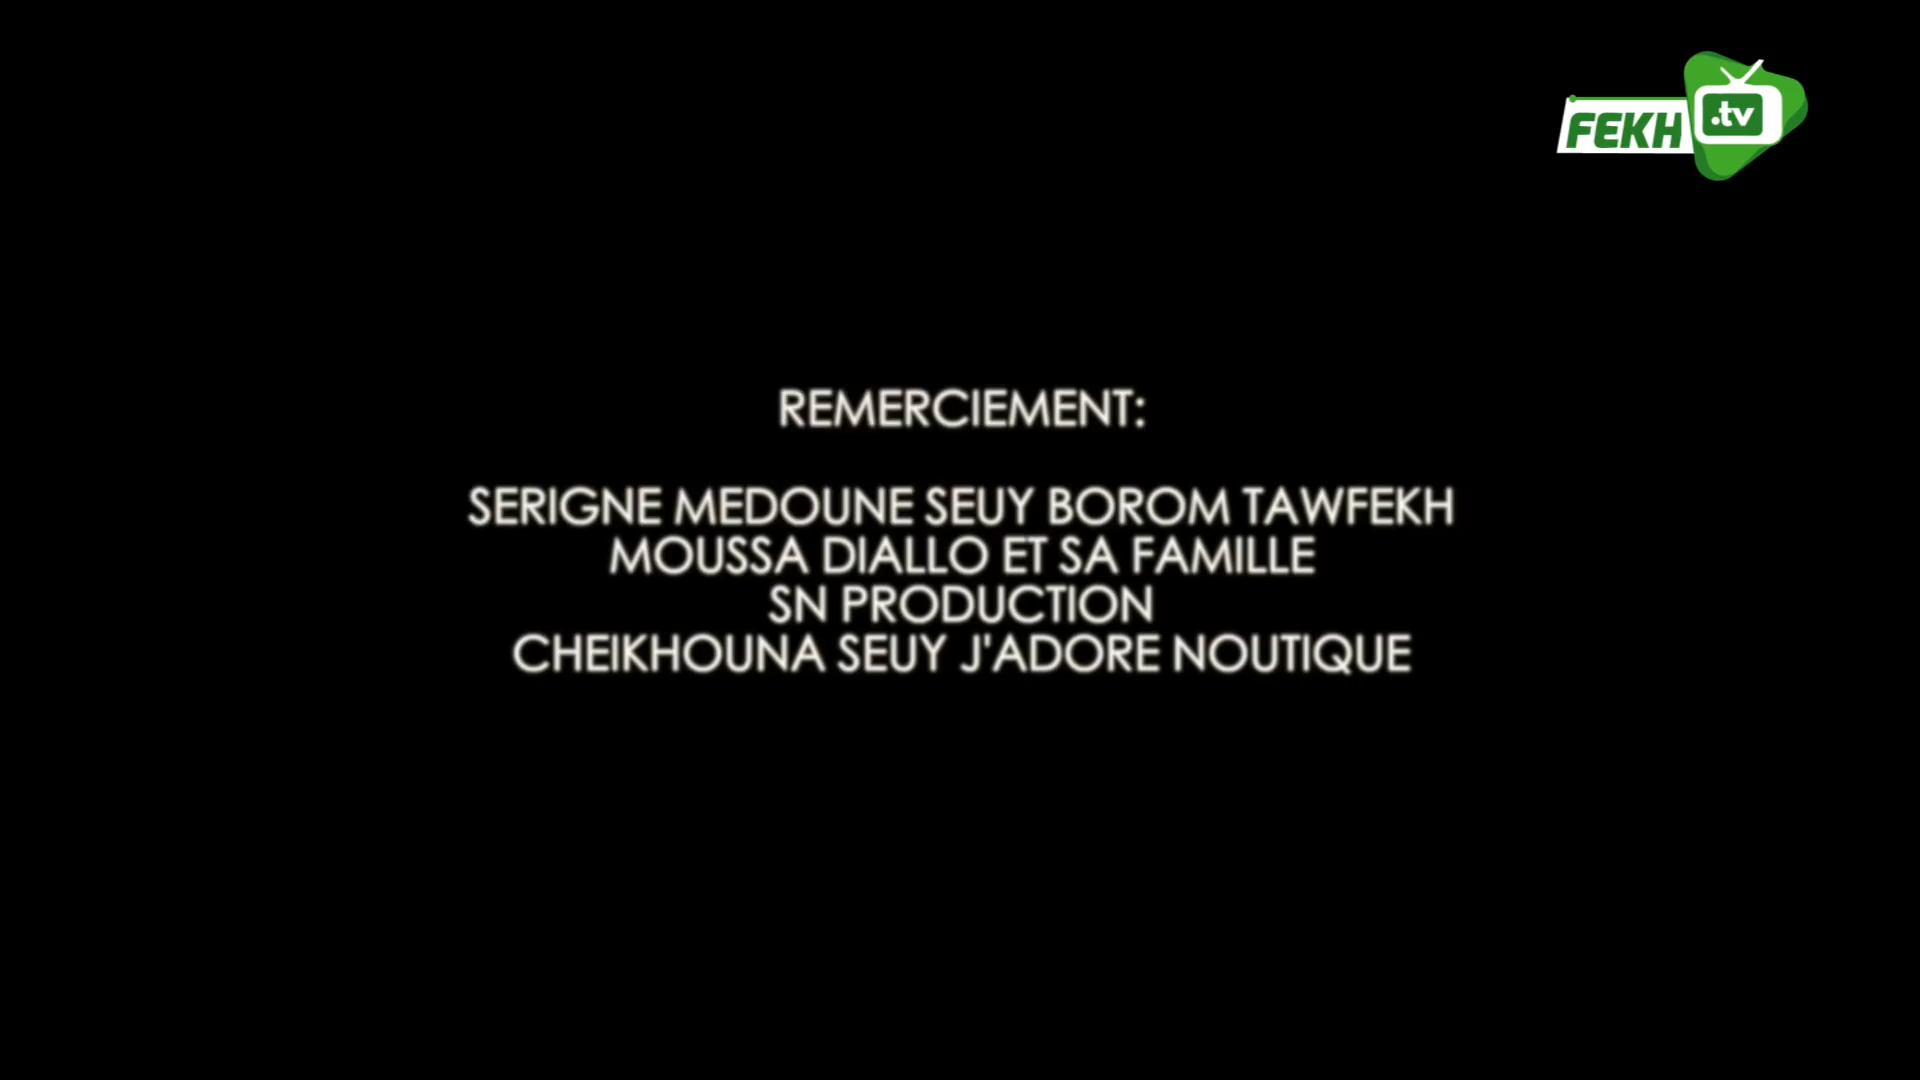 FEKH .tv
REMERCIEMENT:
SERIGNE MEDOUNE SEUY BOROM TAWFEKH
MOUSSA DIALLO ET SA FAMILLE
SN PRODUCTION
CHEIKHOUNA SEUY J'ADORE NOUTIQUE